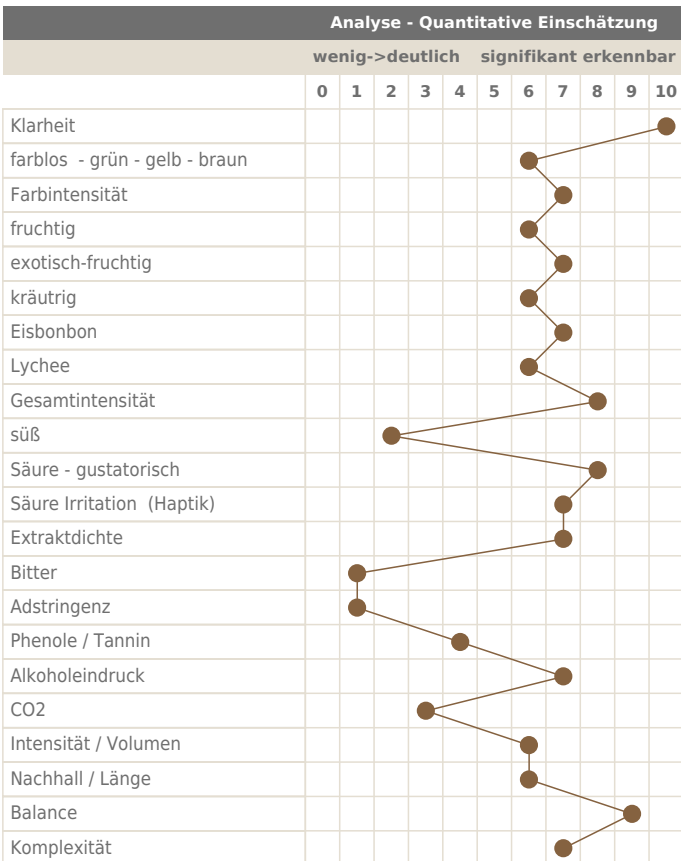 Analyse - Quantitative Einschätzung
wenig->deutlich signifikant erkennbar
0 1 2 3 4 5 6 7 8 9 10
Klarheit
farblos - grün - gelb - braun
Farbintensität
fruchtig
exotisch-fruchtig
kräutrig
Eisbonbon
Lychee
Gesamtintensität
süß
Säure - gustatorisch
Säure Irritation (Haptik)
Extraktdichte
Bitter
Adstringenz
Phenole / Tannin
Alkoholeindruck
CO2
Intensität / Volumen
Nachhall / Länge
Balance
Komplexität